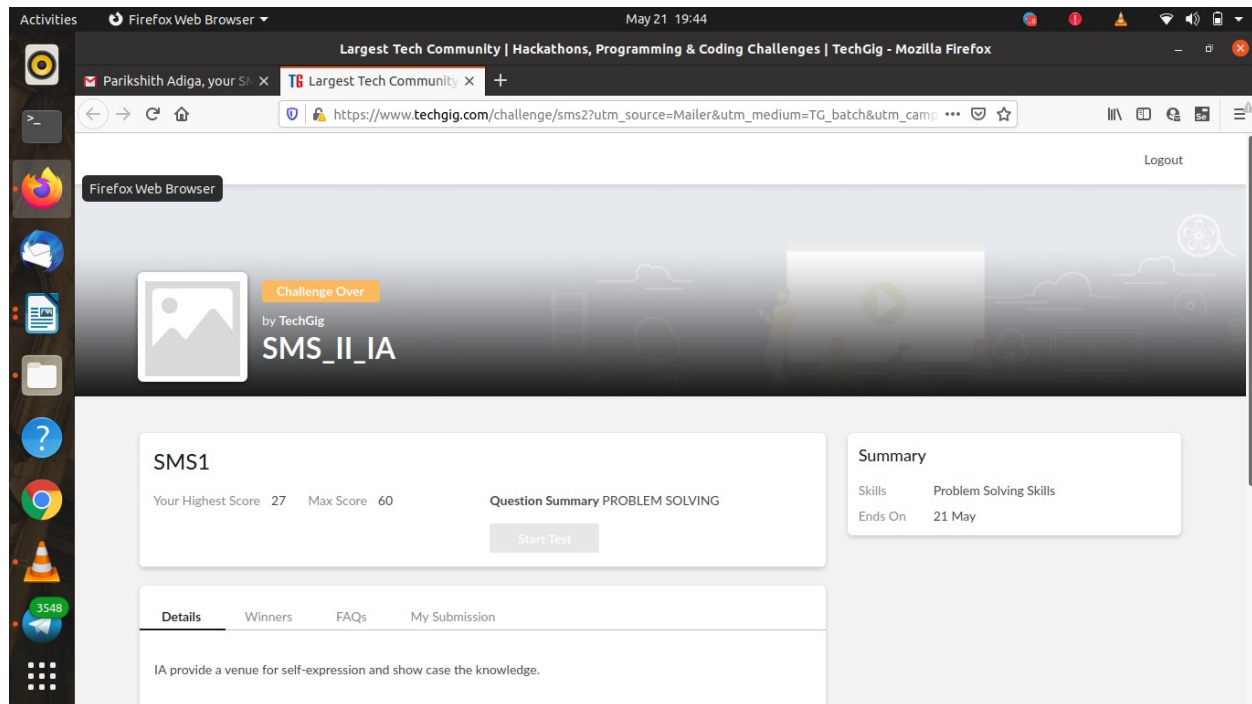 Activities Firefox Web Browser May 21 19:44
Largest Tech Community | Hackathons, Programming & Coding Challenges | TechGig - Mozilla Firefox
Parikshith Adiga, your SM TG Largest Tech Community
https://www.techgig.com/challenge/sms2?utm_source=Mailer&utm_medium=TG_batch&utm_camp Se
Logout
Firefox Web Browser
Challenge Over
by TechGig
SMS_II_IA
SMS1
Your Highest Score 27 Max Score 60 Question Summary PROBLEM SOLVING
Start Test
Summary
Skills Problem Solving Skills
Ends On 21 May
3548
Details Winners FAQs My Submission
IA provide a venue for self-expression and show case the knowledge.